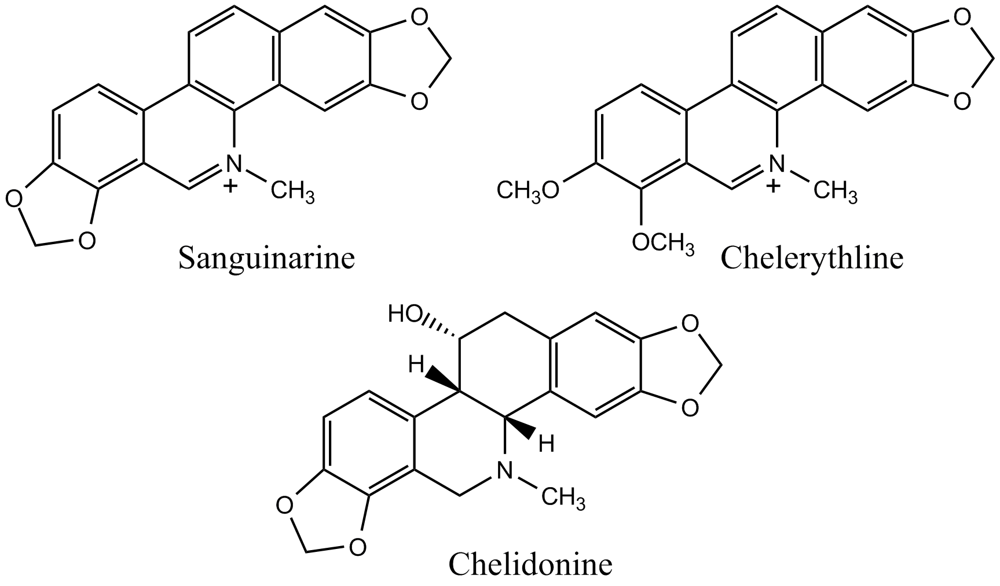 O
O
N
+
CH3
O
O
Sanguinarine
O
O
N
+
CH3
CH3O
OCH3
Chelerythline
HO
H
O
O
H
N
CH3
O
O
Chelidonine